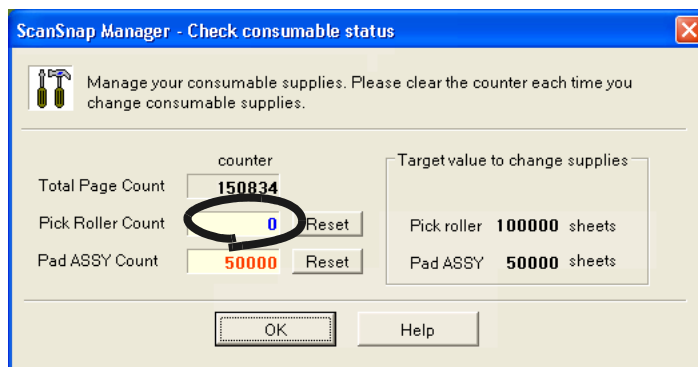 ScanSnap Manager - Check consumable status
Manage your consumable supplies. Please clear the counter each time you
change consumable supplies.
counter
Target value to change supplies
Total Page Count 150834
Pick Roller Count 0 Reset
Pick roller 100000 sheets
Pad ASSY Count 50000 Reset
Pad ASSY 50000 sheets
OK Help